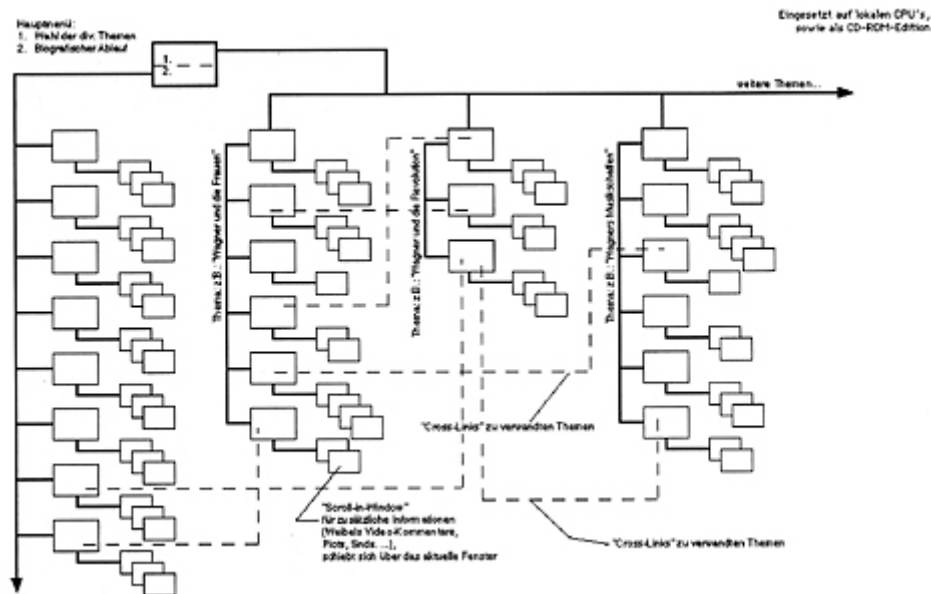 Hauptmenü:
1. Wahl der div. Themen
2. Biografischer Ablauf
Eingesetzt auf lokalen CPU's,
sowie als CD-ROM-Edition
1.
2.
weitere Themen...
Thema: z.B.: "Wagner und die Frauen"
Thema: z.B.: "Wagner und die Revolution"
Thema: z.B.: "Wagners Musikschaffen"
"Cross-Links" zu verwandten Themen
"Scroll-in-Window"
für zusätzliche Informationen
(Weibels Video-Kommentare,
Picts, Snds, ...),
schiebt sich über das aktuelle Fenster
"Cross-Links" zu verwandten Themen